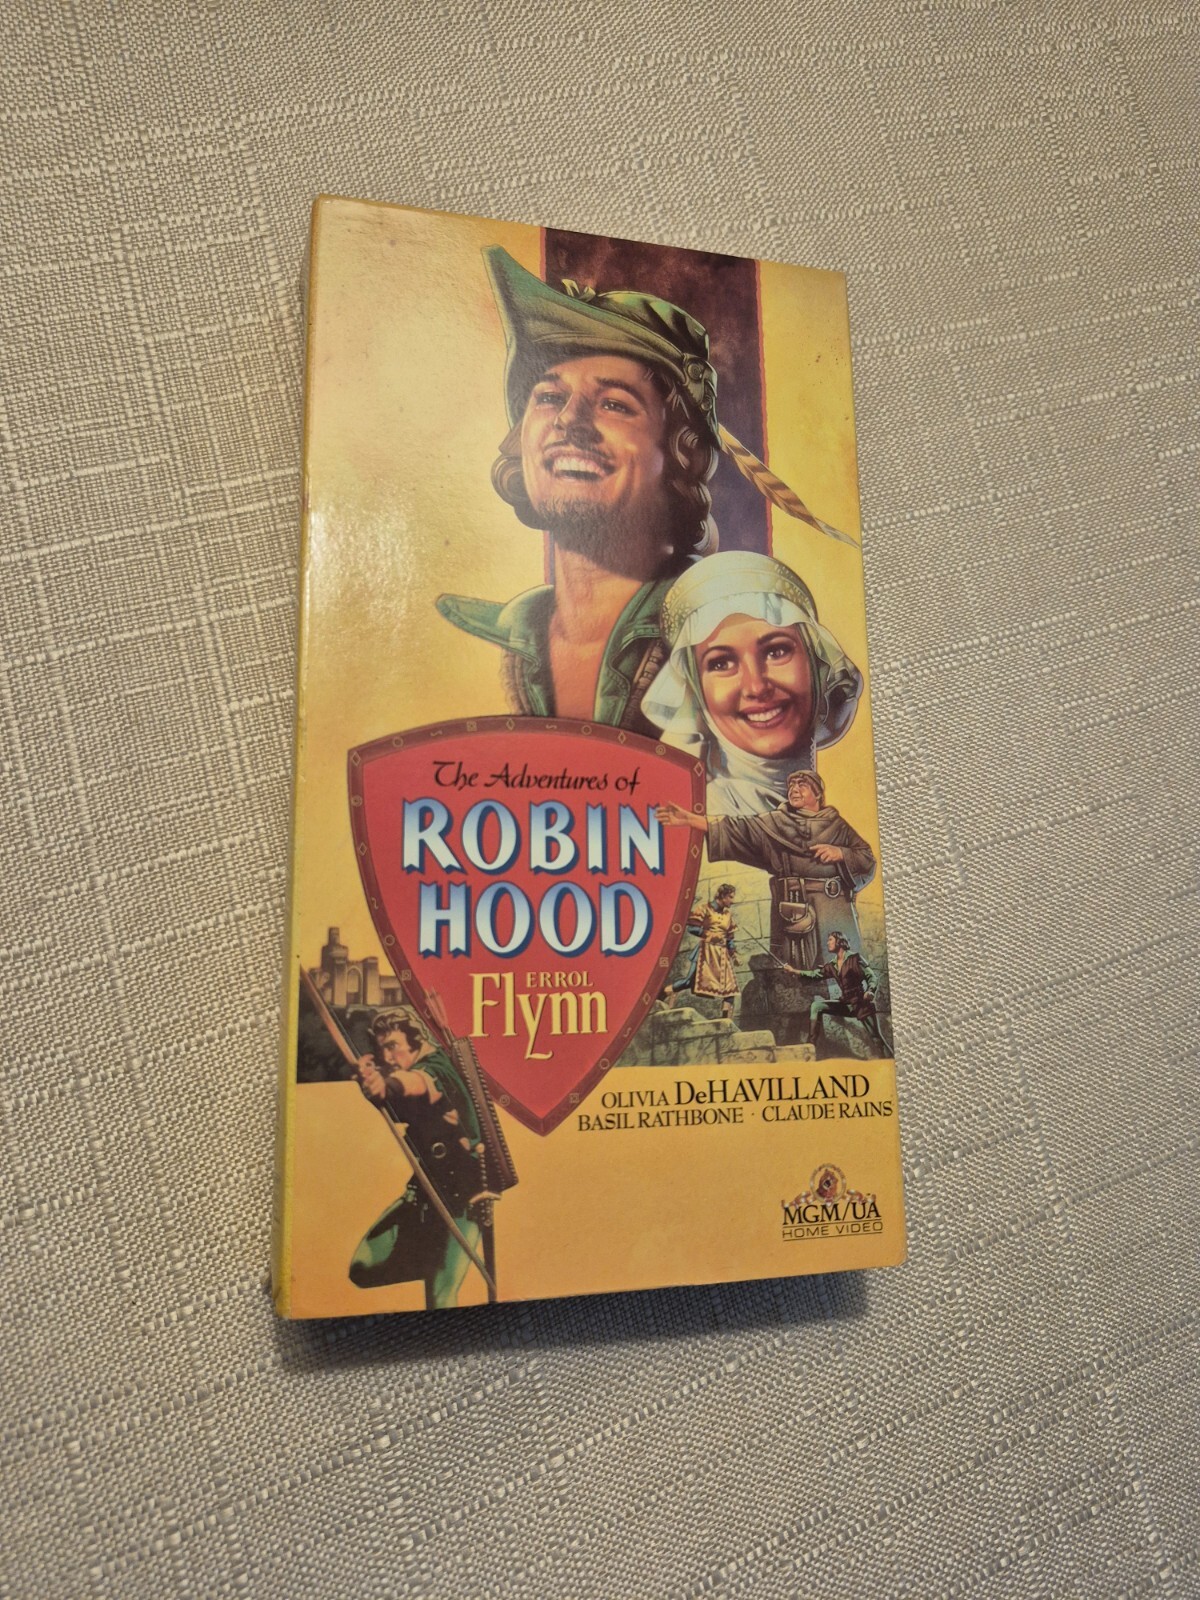 The Adventures of
ROBIN
HOOD
ERROL
Flynn
OLIVIA DeHAVILLAND
BASIL RATHBONE · CLAUDE RAINS
MGM/UA
HOME VIDEO